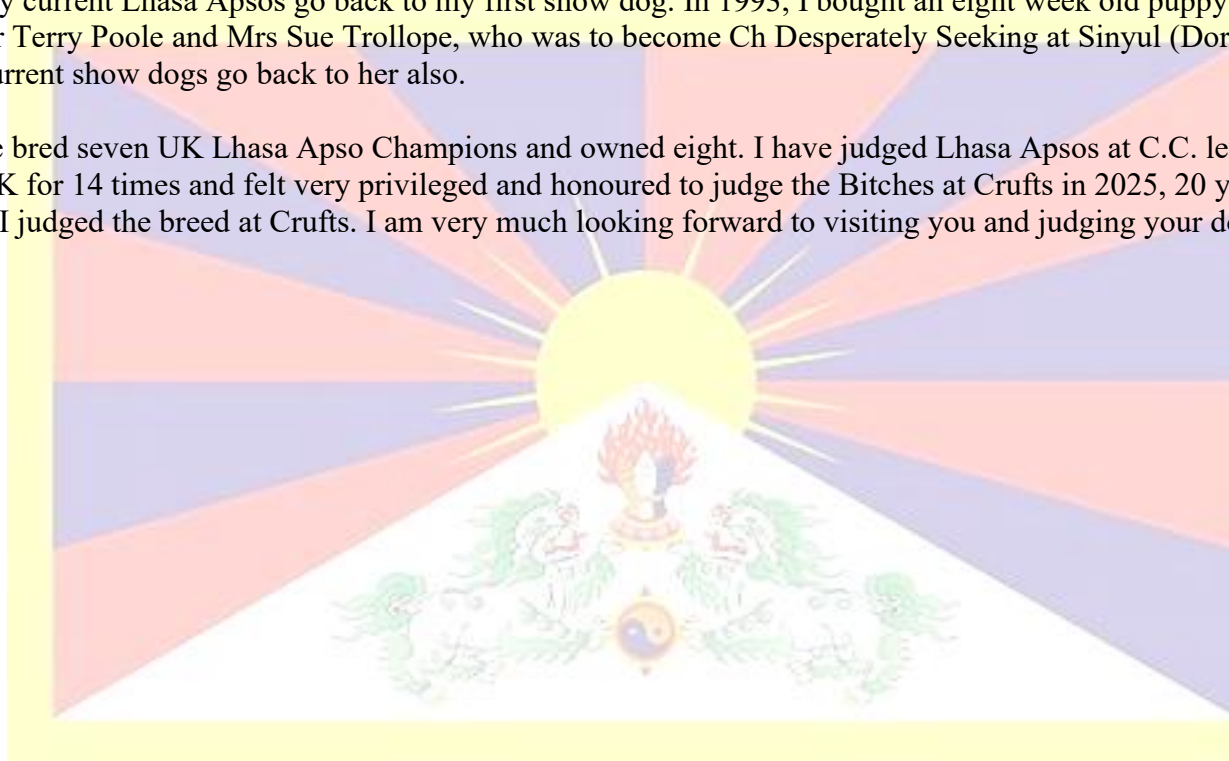 current Lhasa Apsos go back to my first show dog. In 1993, I bought an eight week old puppy
Terry Poole and Mrs Sue Trollope, who was to become Ch Desperately Seeking at Sinyul
current show dogs go back to her also.
bred seven UK Lhasa Apso Champions and owned eight. I have judged Lhasa Apsos at C.C.
for 14 times and felt very privileged and honoured to judge the Bitches at Crufts in 2025, 20
I judged the breed at Crufts. I am very much looking forward to visiting you and judging your